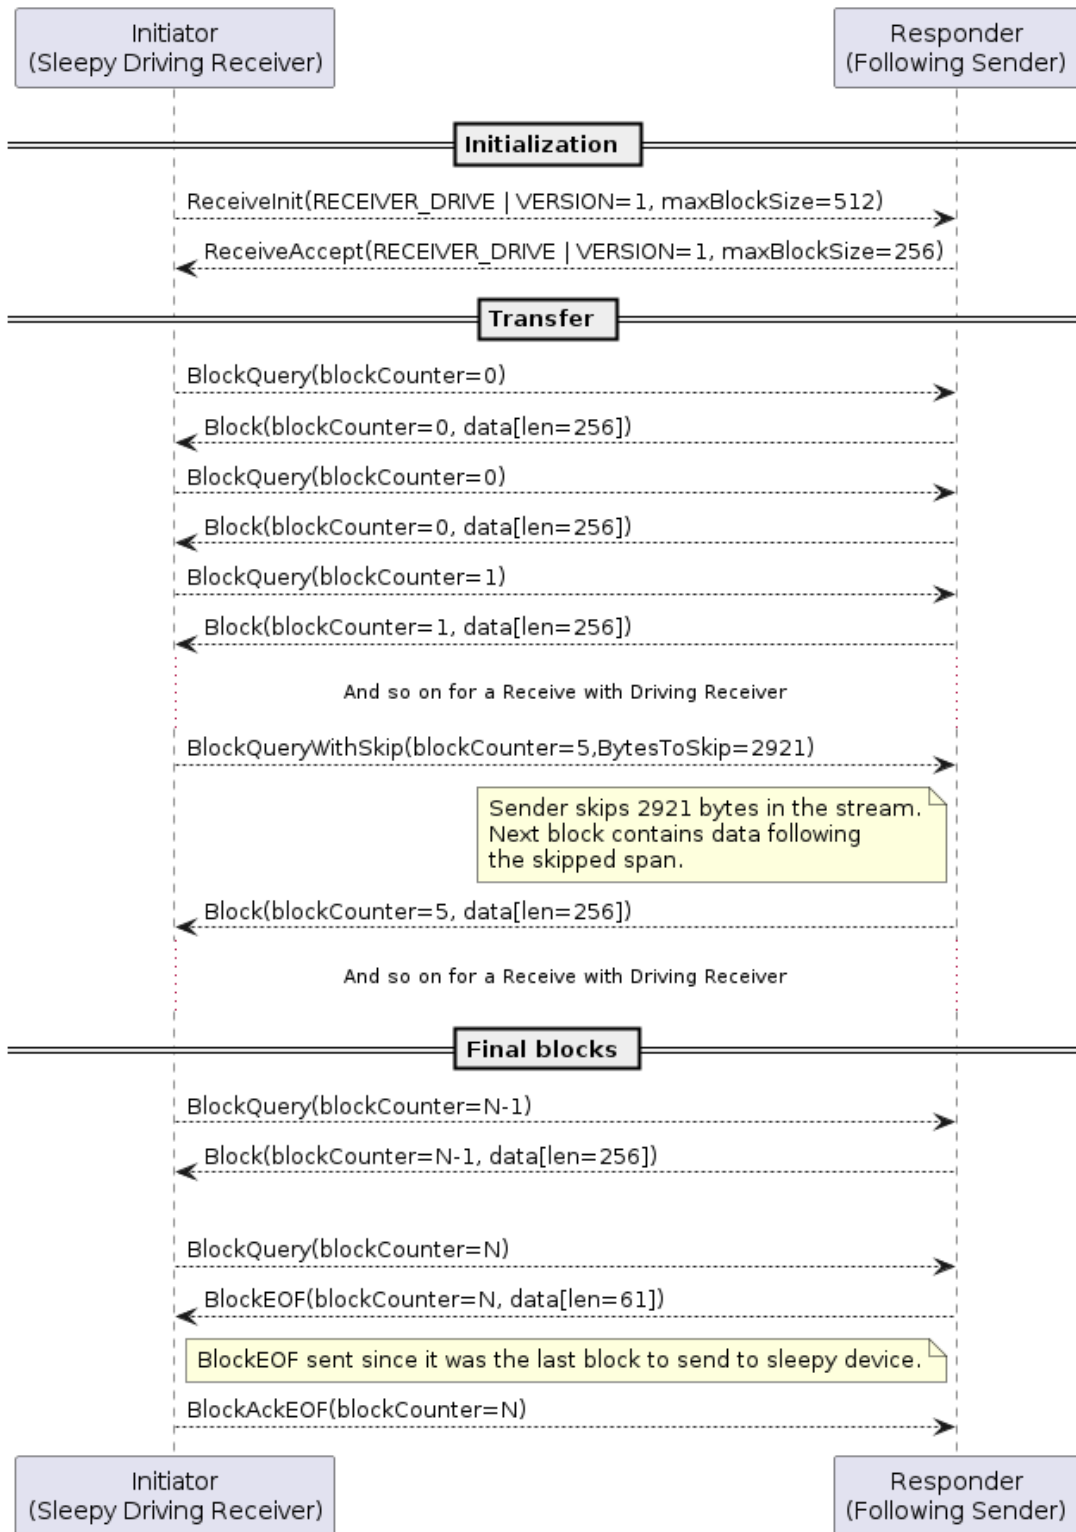 Initiator
(Sleepy Driving Receiver)
Responder
(Following Sender)
Initialization
ReceiveInit(RECEIVER_DRIVE | VERSION=1, maxBlockSize=512)
ReceiveAccept(RECEIVER_DRIVE | VERSION=1, maxBlockSize=256)
Transfer
BlockQuery(blockCounter=0)
Block(blockCounter=0, data[len=256])
BlockQuery(blockCounter=0)
Block(blockCounter=0, data[len=256])
BlockQuery(blockCounter=1)
Block(blockCounter=1, data[len=256])
And so on for a Receive with Driving Receiver
BlockQueryWithSkip(blockCounter=5,BytesToSkip=2921)
Sender skips 2921 bytes in the stream.
Next block contains data following
the skipped span.
Block(blockCounter=5, data[len=256])
And so on for a Receive with Driving Receiver
Final blocks
BlockQuery(blockCounter=N-1)
Block(blockCounter=N-1, data[len=256])
BlockQuery(blockCounter=N)
BlockEOF(blockCounter=N, data[len=61])
BlockEOF sent since it was the last block to send to sleepy device.
BlockAckEOF(blockCounter=N)
Initiator
(Sleepy Driving Receiver)
Responder
(Following Sender)